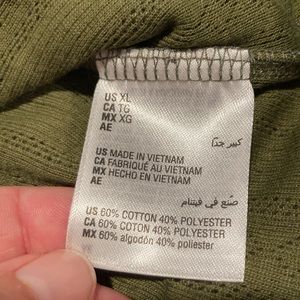 US XL
CA TG
MX XG
AE
كبير جدًا
US MADE IN VIETNAM
CA FABRIQUÉ AU VIETNAM
MX HECHO EN VIETNAM
AE
صنع في فيتنام
US 60% COTTON 40% POLYESTER
CA 60% COTON 40% POLYESTER
MX 60% algodón 40% poliester